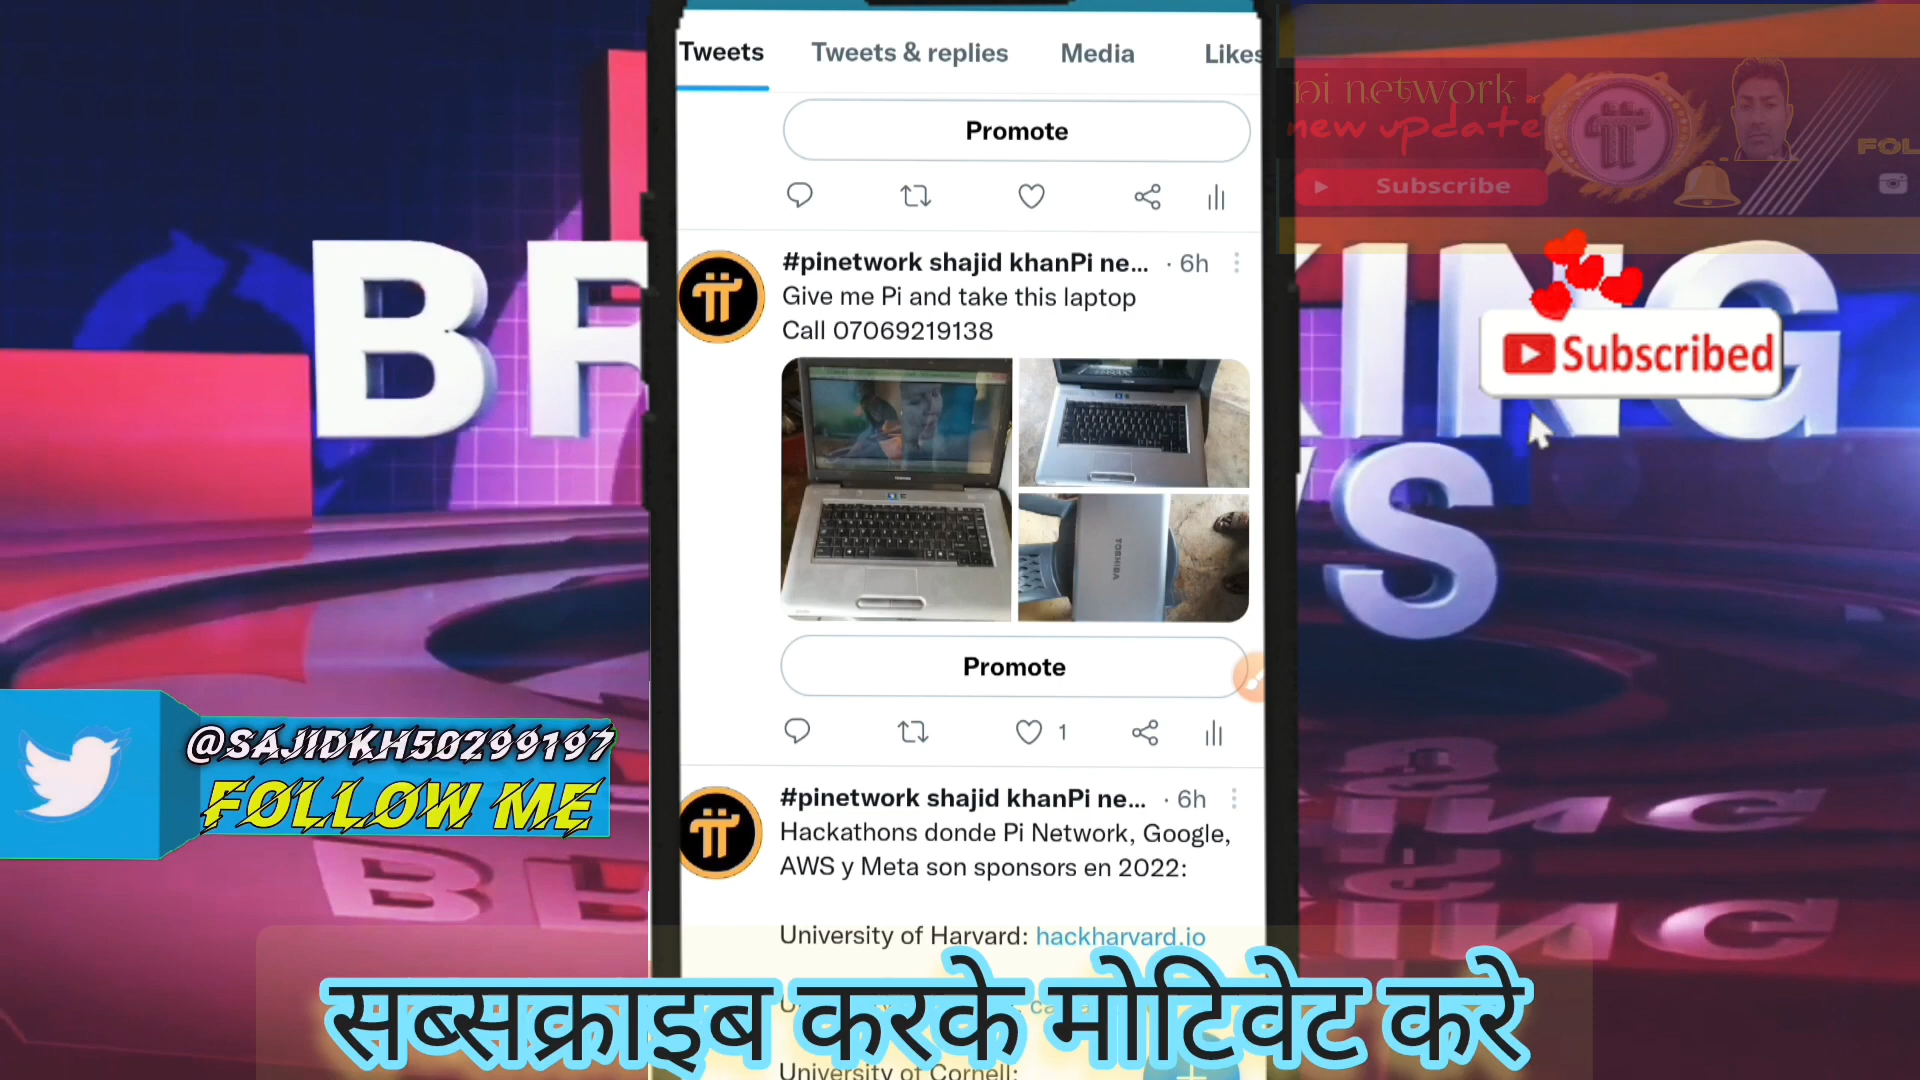 Tweets
Tweets & replies
Media
Likes
Promote
#pinetwork shajid khanPi ne... · 6h
Give me Pi and take this laptop
Call 07069219138
TOSHIBA
Promote
1
#pinetwork shajid khanPi ne... · 6h
Hackathons donde Pi Network, Google,
AWS y Meta son sponsors en 2022:
University of Harvard: hackharvard.io
University of Cornell:
pi network
new update
Subscribe
FOL
Subscribed
@SAJIDKH50299197
FOLLOW ME
सब्सक्राइब करके मोटिवेट करे